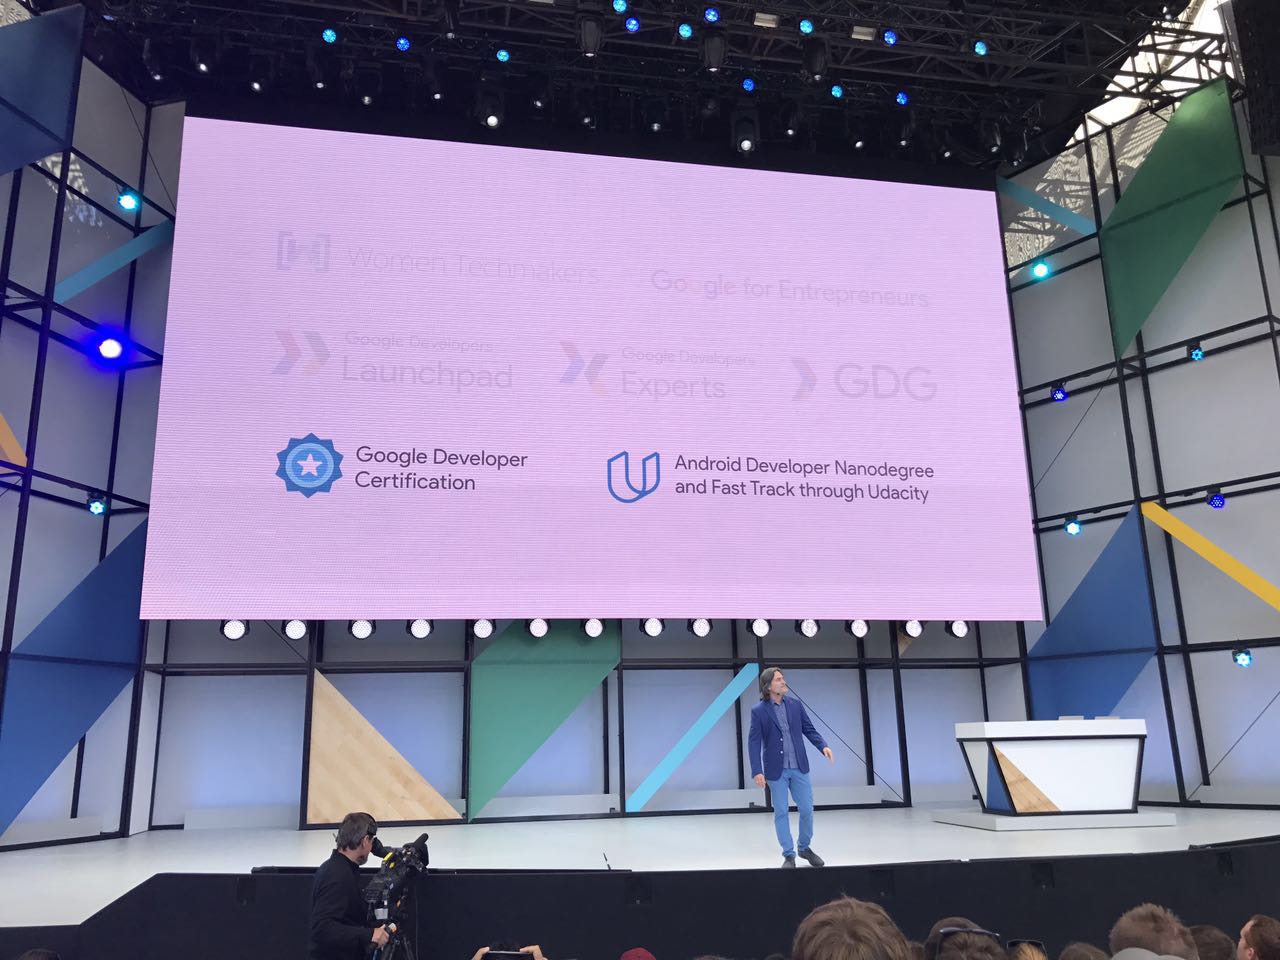 Women Techmakers
Google for Entrepreneurs
Google Developers
Launchpad
Google Developers
Experts
GDG
Google Developer
Certification
Android Developer Nanodegree
and Fast Track through Udacity